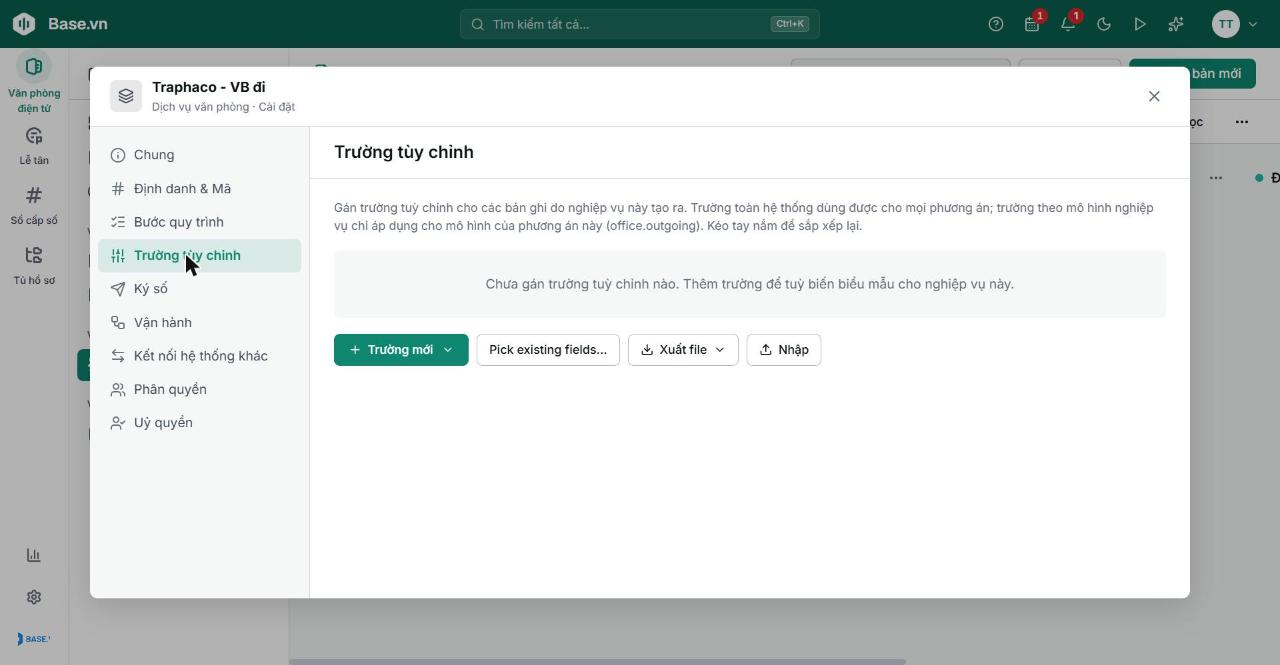 Base.vn
Tìm kiếm tất cả...
Ctrl+K
1
1
TT
Văn phòng
điện tử
Lễ tân
Sổ cấp số
Tủ hồ sơ
BASE.
bản mới
ọc
Đ
Traphaco - VB đi
Dịch vụ văn phòng · Cài đặt
Chung
Định danh & Mã
Bước quy trình
Trường tùy chỉnh
Ký số
Vận hành
Kết nối hệ thống khác
Phân quyền
Uỷ quyền
Trường tùy chỉnh
Gán trường tuỳ chỉnh cho các bản ghi do nghiệp vụ này tạo ra. Trường toàn hệ thống dùng được cho mọi phương án; trường theo mô hình nghiệp
vụ chỉ áp dụng cho mô hình của phương án này (office.outgoing). Kéo tay nắm để sắp xếp lại.
Chưa gán trường tuỳ chỉnh nào. Thêm trường để tuỳ biến biểu mẫu cho nghiệp vụ này.
Trường mới
Pick existing fields...
Xuất file
Nhập